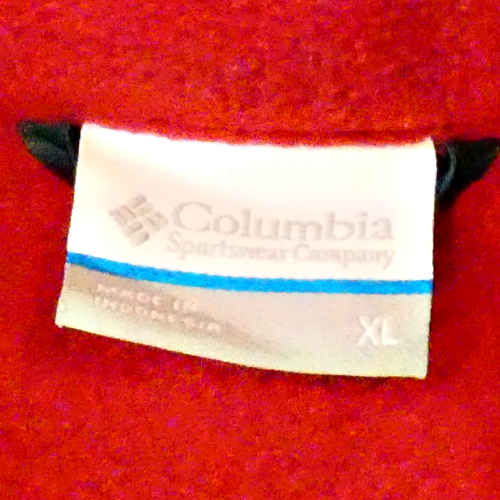 Columbia
Sportswear Company
MADE IN
INDONESIA
XL